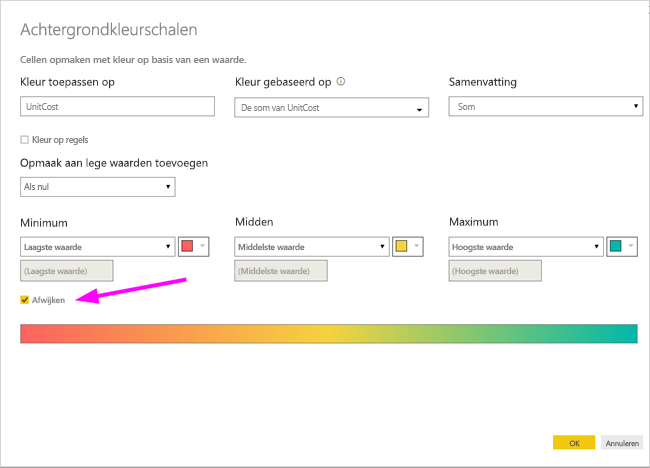 Achtergrondkleurschalen
Cellen opmaken met kleur op basis van een waarde.
Kleur toepassen op Kleur gebaseerd op Samenvatting
UnitCost De som van UnitCost Som
Kleur op regels
Opmaak aan lege waarden toevoegen
Als nul
Minimum Midden Maximum
Laagste waarde Middelste waarde Hoogste waarde
(Laagste waarde) (Middelste waarde) (Hoogste waarde)
Afwijken
OK Annuleren